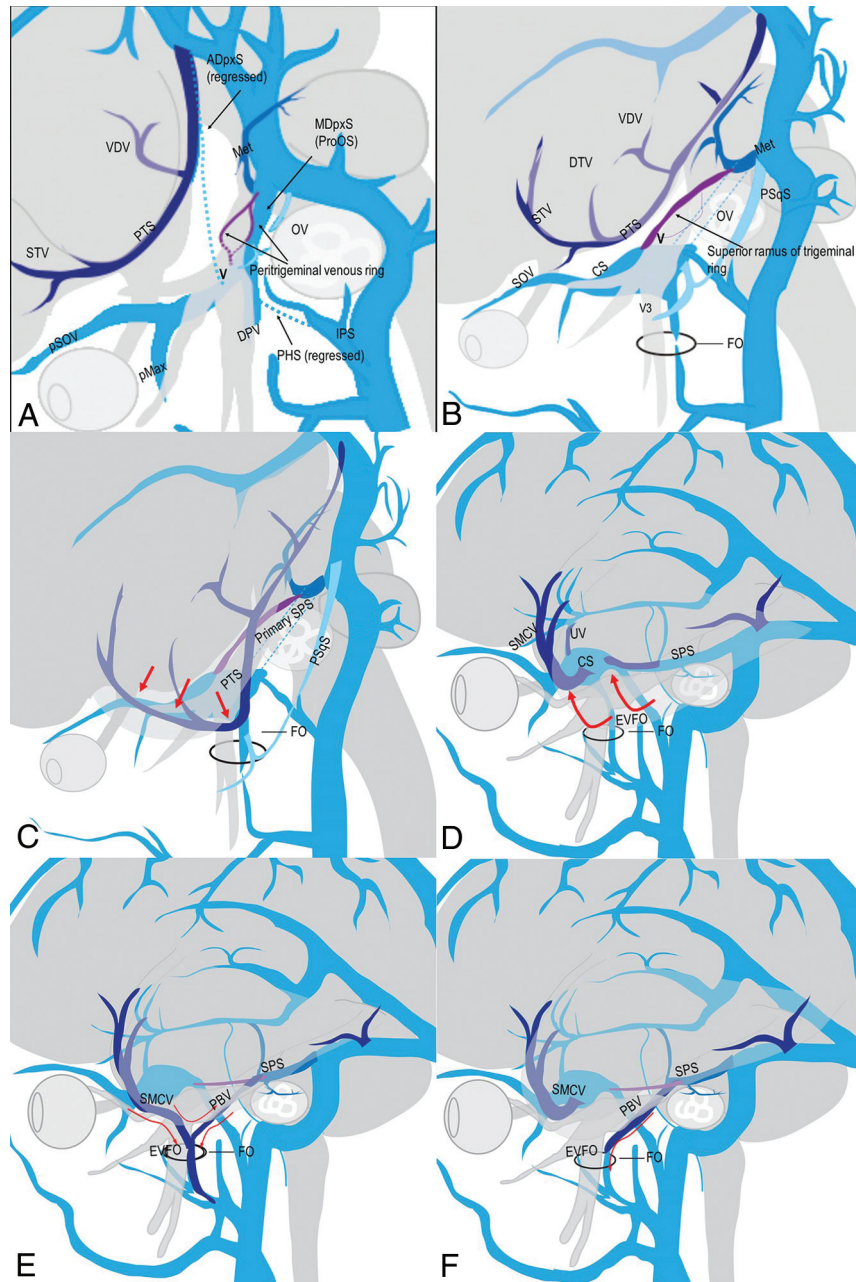 ADpxS
(regressed)
MDpxS
(ProOS)
VDV
Met
OV
STV
PTS
Peritrigeminal venous ring
V
pSOV
pMax
DPV
IPS
PHS (regressed)
A
VDV
DTV
Met
PSqS
STV
PTS
OV
V
Superior ramus of trigeminal
ring
SOV
CS
V3
FO
B
Primary SPS
PSqS
PTS
FO
C
SMCV
UV
CS
SPS
EVFO
FO
D
SPS
SMCV
PBV
EVFO
FO
E
SPS
SMCV
PBV
EVFO
FO
F